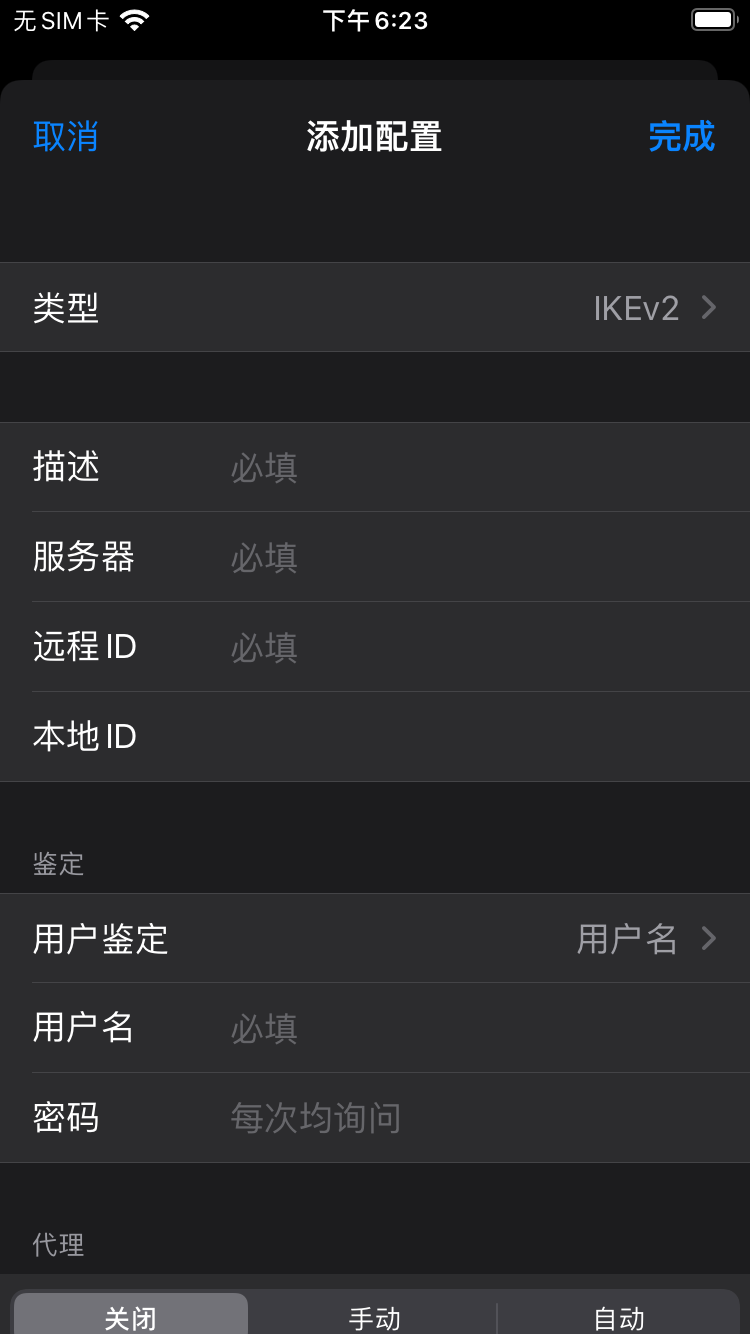 无SIM卡 下午6:23
取消 添加配置 完成
类型 IKEv2
描述 必填
服务器 必填
远程 ID 必填
本地 ID
鉴定
用户鉴定 用户名
用户名 必填
密码 每次均询问
代理
关闭 手动 自动